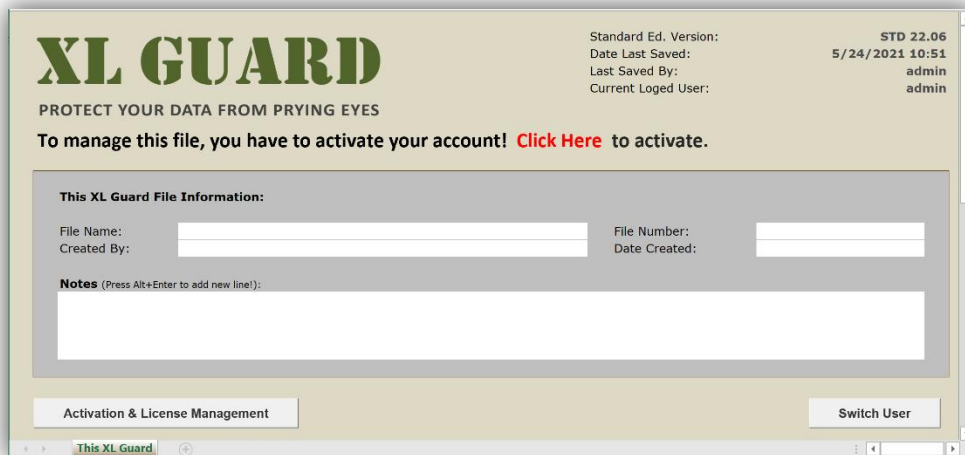 XL GUARD
PROTECT YOUR DATA FROM PRYING EYES
Standard Ed. Version: STD 22.06
Date Last Saved: 5/24/2021 10:51
Last Saved By: admin
Current Loged User: admin
To manage this file, you have to activate your account! Click Here to activate.
This XL Guard File Information:
File Name: File Number:
Created By: Date Created:
Notes (Press Alt+Enter to add new line!):
Activation & License Management Switch User
This XL Guard